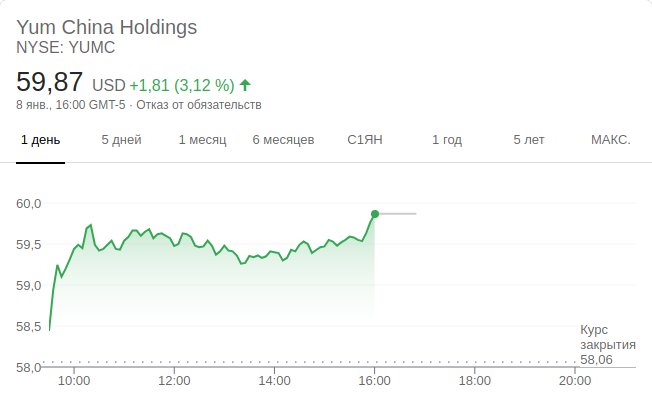 Yum China Holdings
NYSE: YUMC
59,87 USD +1,81 (3,12 %)
8 янв., 16:00 GMT-5 · Отказ от обязательств
1 день 5 дней 1 месяц 6 месяцев С1ЯН 1 год 5 лет МАКС.
60,0
59,5
59,0
58,5
58,0
Курс
закрытия
58,06
10:00 12:00 14:00 16:00 18:00 20:00